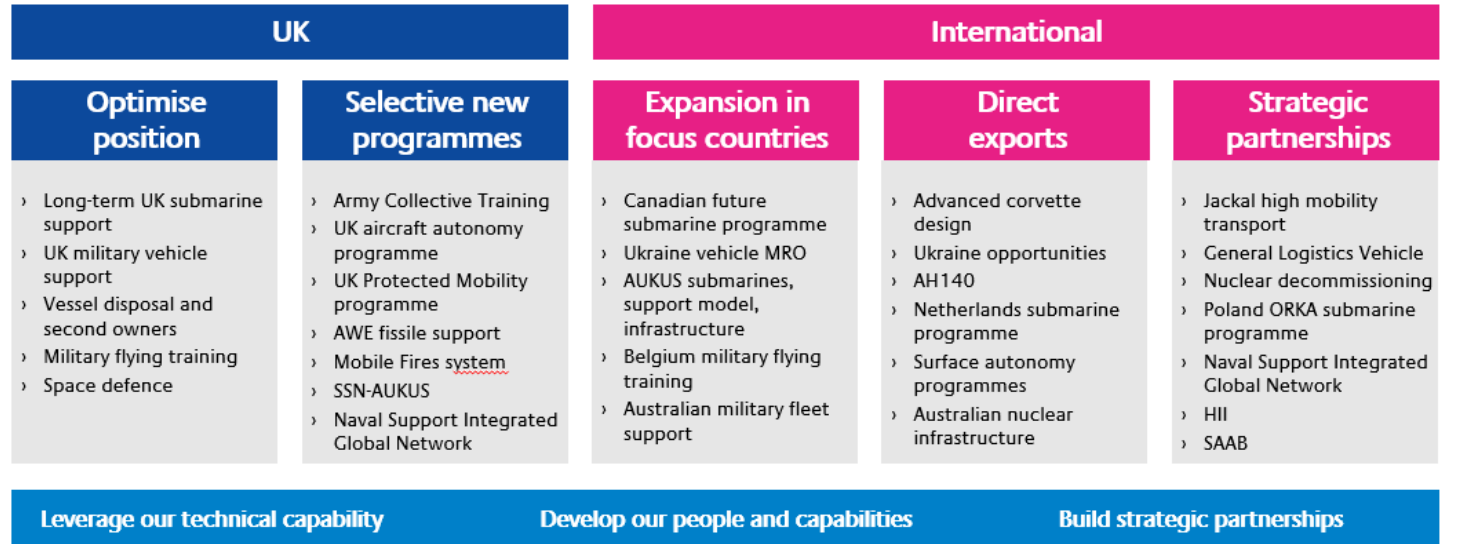 UK
International
Optimise
position
Selective new
programmes
Expansion in
focus countries
Direct
exports
Strategic
partnerships
› Long-term UK submarine
support
› UK military vehicle
support
› Vessel disposal and
second owners
› Military flying training
› Space defence
› Army Collective Training
› UK aircraft autonomy
programme
› UK Protected Mobility
programme
› AWE fissile support
› Mobile Fires system
› SSN-AUKUS
› Naval Support Integrated
Global Network
› Canadian future
submarine programme
› Ukraine vehicle MRO
› AUKUS submarines,
support model,
infrastructure
› Belgium military flying
training
› Australian military fleet
support
› Advanced corvette
design
› Ukraine opportunities
› AH140
› Netherlands submarine
programme
› Surface autonomy
programmes
› Australian nuclear
infrastructure
› Jackal high mobility
transport
› General Logistics Vehicle
› Nuclear decommissioning
› Poland ORKA submarine
programme
› Naval Support Integrated
Global Network
› HII
› SAAB
Leverage our technical capability
Develop our people and capabilities
Build strategic partnerships